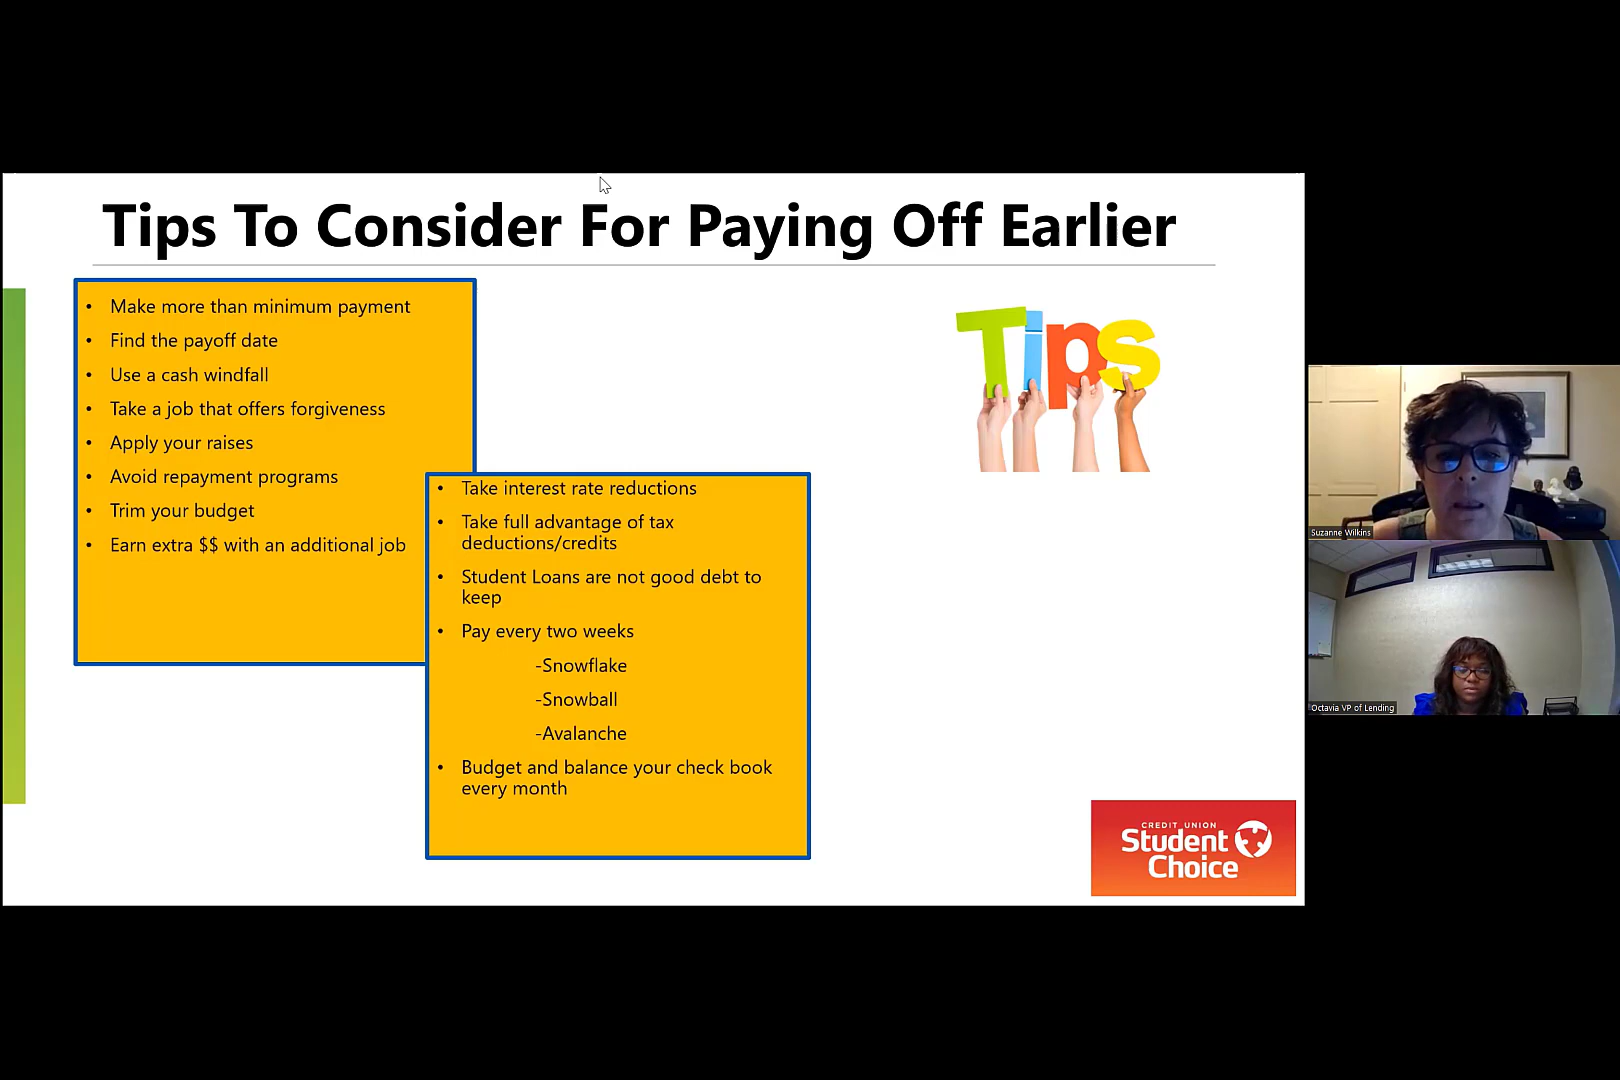 Tips To Consider For Paying Off Earlier
• Make more than minimum payment
• Find the payoff date
• Use a cash windfall
• Take a job that offers forgiveness
• Apply your raises
• Avoid repayment programs
• Trim your budget
• Earn extra $$ with an additional job
• Take interest rate reductions
• Take full advantage of tax
deductions/credits
• Student Loans are not good debt to
keep
• Pay every two weeks
-Snowflake
-Snowball
-Avalanche
• Budget and balance your check book
every month
Tips
CREDIT UNION
Student
Choice
Suzanne Wilkins
Octavia VP of Lending